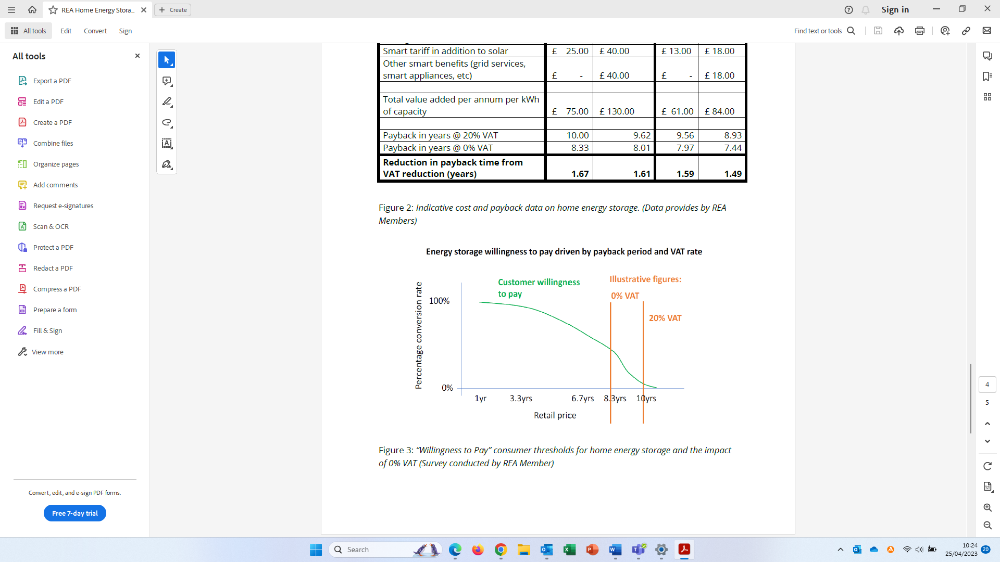 REA Home Energy Stora...
Create
Sign in
All tools
Edit
Convert
Sign
Find text or tools
All tools
Export a PDF
Edit a PDF
Create a PDF
Combine files
Organize pages
Add comments
Request e-signatures
Scan & OCR
Protect a PDF
Redact a PDF
Compress a PDF
Prepare a form
Fill & Sign
View more
Convert, edit, and e-sign PDF forms.
Free 7-day trial
Smart tariff in addition to solar £ 25.00 £ 40.00 £ 13.00 £ 18.00
Other smart benefits (grid services,
smart appliances, etc) £ - £ 40.00 £ - £ 18.00
Total value added per annum per kWh
of capacity £ 75.00 £ 130.00 £ 61.00 £ 84.00
Payback in years @ 20% VAT 10.00 9.62 9.56 8.93
Payback in years @ 0% VAT 8.33 8.01 7.97 7.44
Reduction in payback time from
VAT reduction (years) 1.67 1.61 1.59 1.49
Figure 2: Indicative cost and payback data on home energy storage. (Data provides by REA
Members)
Energy storage willingness to pay driven by payback period and VAT rate
Percentage conversion rate
100%
0%
Customer willingness
to pay
Illustrative figures:
0% VAT
20% VAT
1yr 3.3yrs 6.7yrs 8.3yrs 10yrs
Retail price
Figure 3: “Willingness to Pay” consumer thresholds for home energy storage and the impact
of 0% VAT (Survey conducted by REA Member)
4
5
Search
10:24
25/04/2023
20